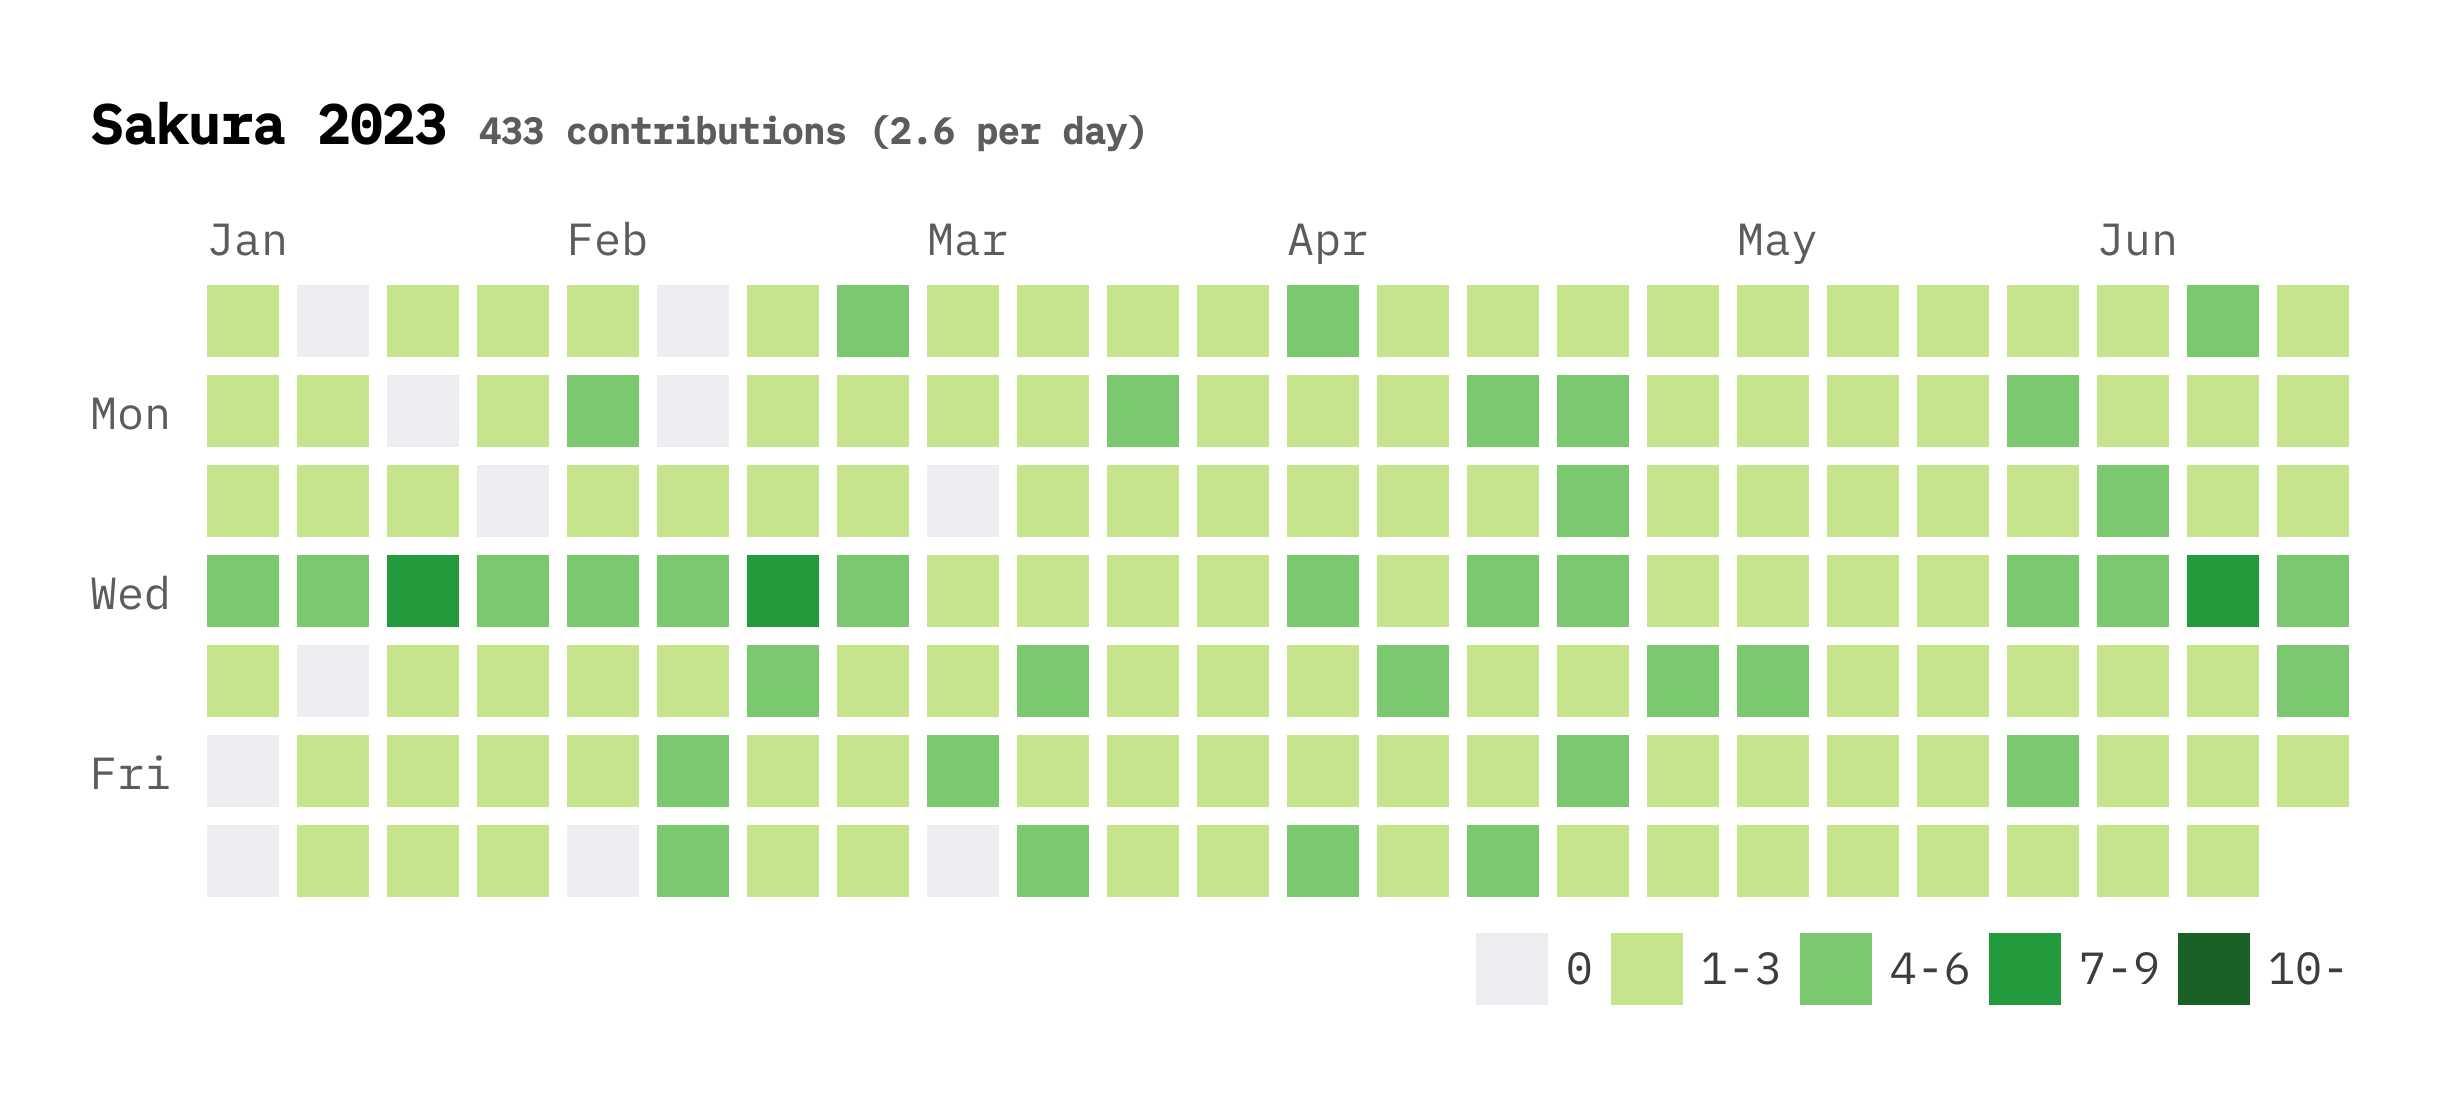 Sakura 2023 433 contributions (2.6 per day)
Jan Feb Mar Apr May Jun
Mon
Wed
Fri
0 1-3 4-6 7-9 10-